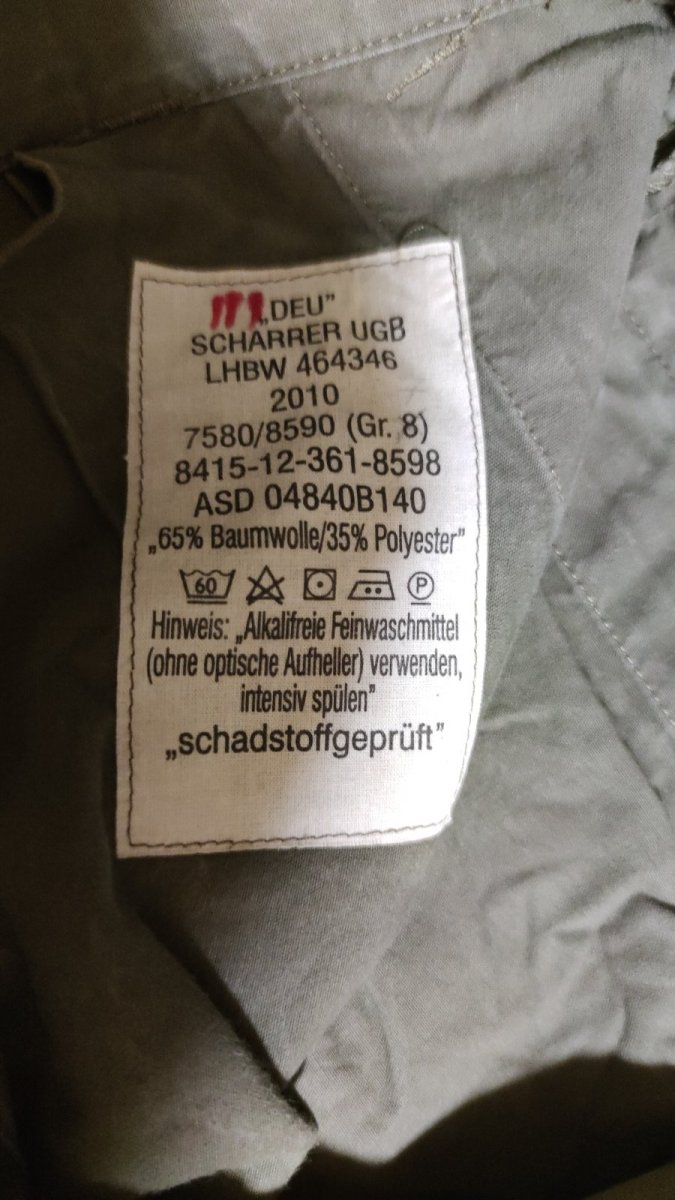 „DEU”
SCHARRER UGB
LHBW 464346
2010
7580/8590 (Gr. 8)
8415-12-361-8598
ASD 04840B140
„65% Baumwolle/35% Polyester”
60 P
Hinweis: „Alkalifreie Feinwaschmittel
(ohne optische Aufheller) verwenden,
intensiv spülen”
„schadstoffgeprüft”